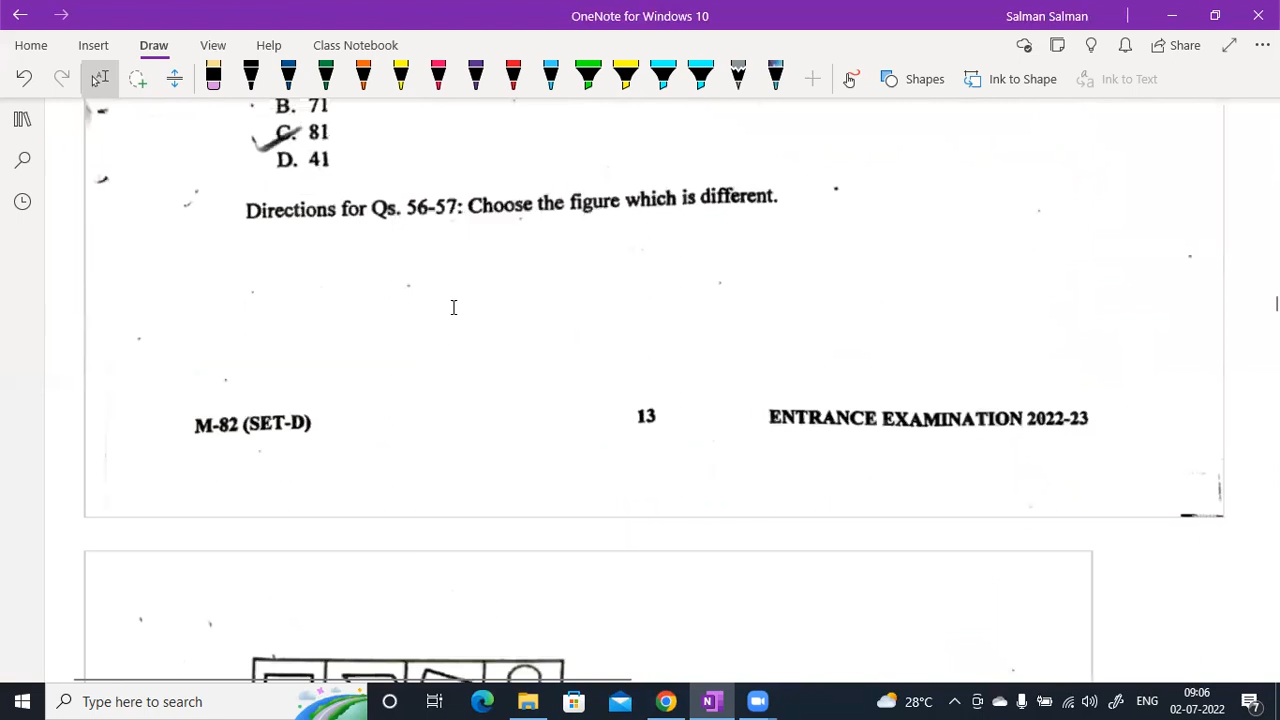 OneNote for Windows 10
Salman Salman
Home Insert Draw View Help Class Notebook
Share
Shapes Ink to Shape Ink to Text
B. 71
C. 81
D. 41
Directions for Qs. 56-57: Choose the figure which is different.
M-82 (SET-D) 13 ENTRANCE EXAMINATION 2022-23
Type here to search
28°C ENG 09:06 02-07-2022 7